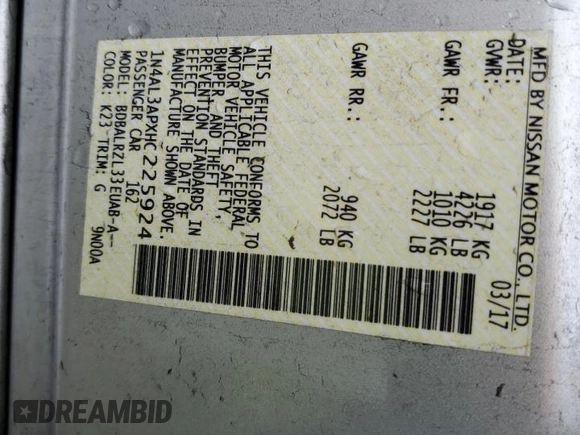 MFD BY NISSAN MOTOR CO., LTD.
DATE: 03/17
GVWR: 1917 KG
4226 LB
GAWR FR.: 1010 KG
2227 LB
GAWR RR.: 940 KG
2072 LB
THIS VEHICLE CONFORMS TO
ALL APPLICABLE FEDERAL
MOTOR VEHICLE SAFETY,
BUMPER, AND THEFT
PREVENTION STANDARDS IN
EFFECT ON THE DATE OF
MANUFACTURE SHOWN ABOVE.
1N4AL3APXHC225924
PASSENGER CAR 162
MODEL: BDBALRZL33EUAB-A--
COLOR: K23 TRIM: G 9N00A
DREAMBID